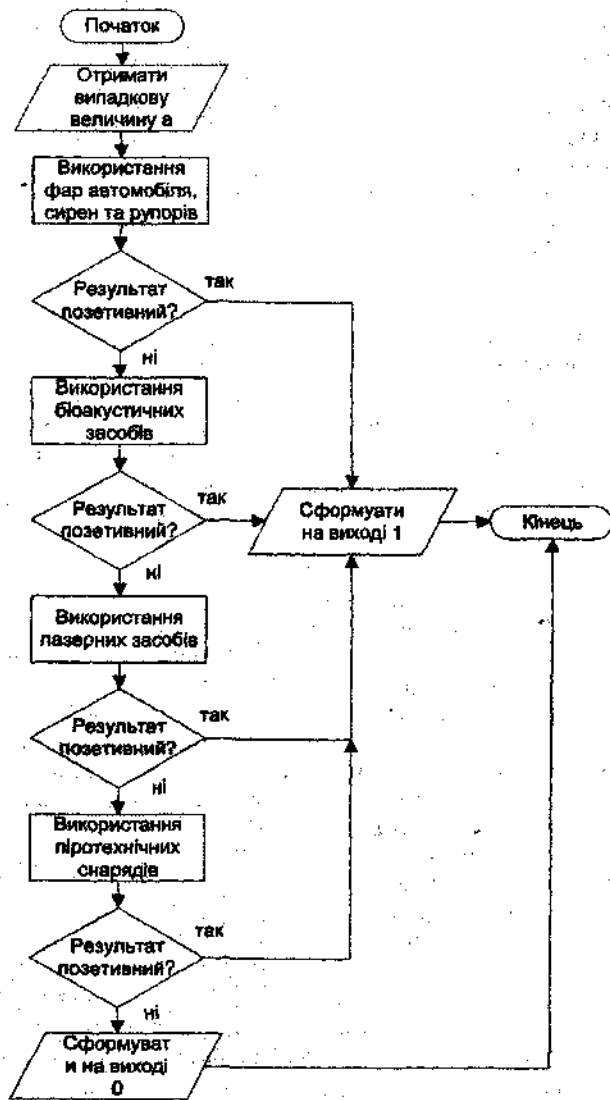 Початок
Отримати
випадкову
величину а
Використання
фар автомобіля,
сирен та рупорів
Результат
позетивний?
так
ні
Використання
біоакустичних
засобів
Результат
позетивний?
так
Сформуати
на виході 1
Кінець
ні
Використання
лазерних засобів
Результат
позетивний?
так
ні
Використання
піротехнічних
снарядів
Результат
позетивний?
так
ні
Сформуват
и на виході
0